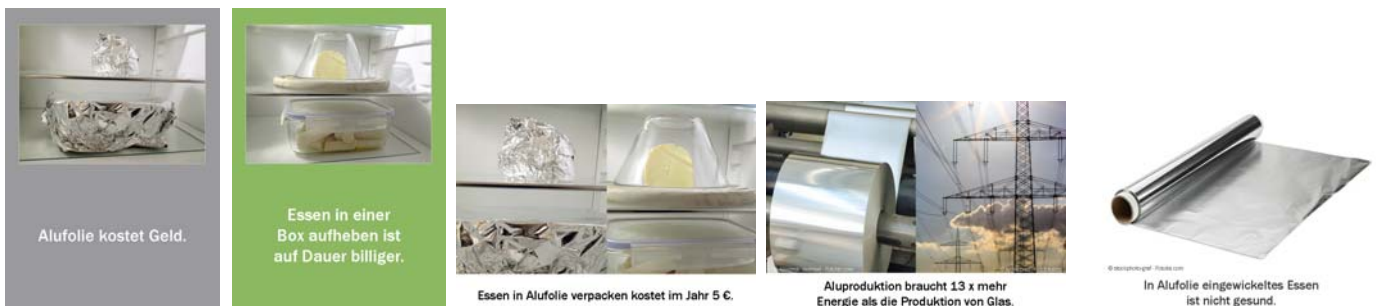 Alufolie kostet Geld.
Essen in einer
Box aufheben ist
auf Dauer billiger.
Essen in Alufolie verpacken kostet im Jahr 5 €.
Aluproduktion braucht 13 x mehr
Energie als die Produktion von Glas.
In Alufolie eingewickeltes Essen
ist nicht gesund.